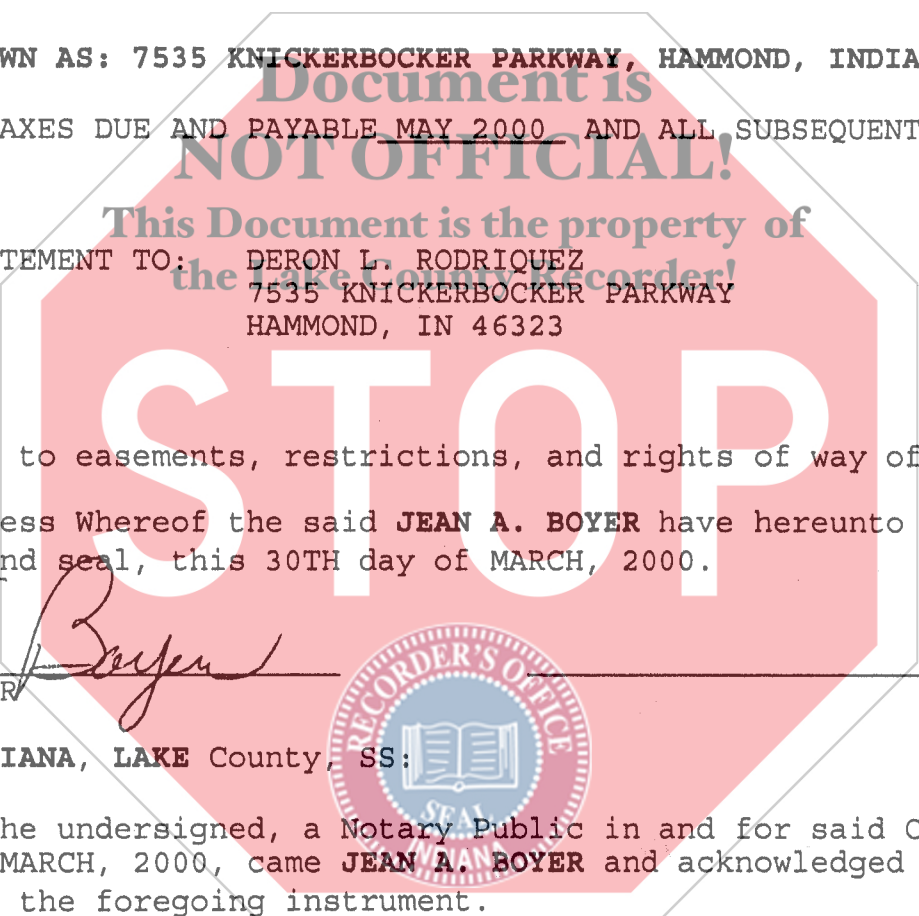 WN AS: 7535 KNICKERBOCKER PARKWAY, HAMMOND, INDIA
Document is
AXES DUE AND PAYABLE MAY 2000 AND ALL SUBSEQUENT
NOT OFFICIAL!
This Document is the property of
TEMENT TO: DERON L. RODRIQUEZ
the Lake County Recorder!
7535 KNICKERBOCKER PARKWAY
HAMMOND, IN 46323
STOP
to easements, restrictions, and rights of way of
ess Whereof the said JEAN A. BOYER have hereunto
nd seal, this 30TH day of MARCH, 2000.
Boyer
R
RECORDER'S OFFICE
IANA, LAKE County, SS:
SEAL
he undersigned, a Notary Public in and for said C
INDIANA
MARCH, 2000, came JEAN A. BOYER and acknowledged
the foregoing instrument.